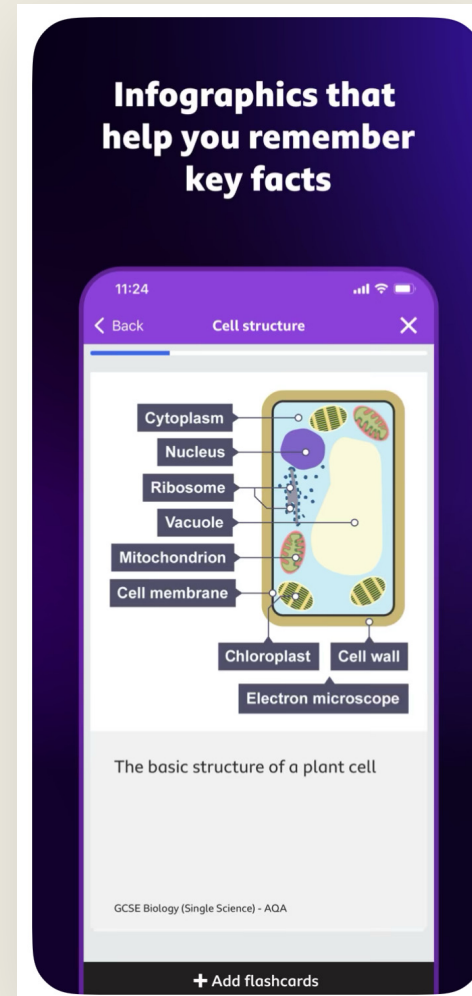 Infographics that
help you remember
key facts
11:24
Back
Cell structure
Cytoplasm
Nucleus
Ribosome
Vacuole
Mitochondrion
Cell membrane
Chloroplast
Cell wall
Electron microscope
The basic structure of a plant cell
GCSE Biology (Single Science) - AQA
+ Add flashcards